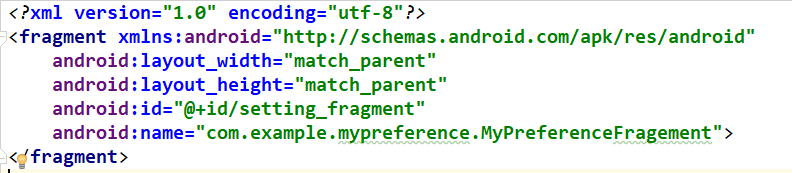 <?xml version="1.0" encoding="utf-8"?>
<fragment xmlns:android="http://schemas.android.com/apk/res/android"
    android:layout_width="match_parent"
    android:layout_height="match_parent"
    android:id="@+id/setting_fragment"
    android:name="com.example.mypreference.MyPreferenceFragement">
</fragment>